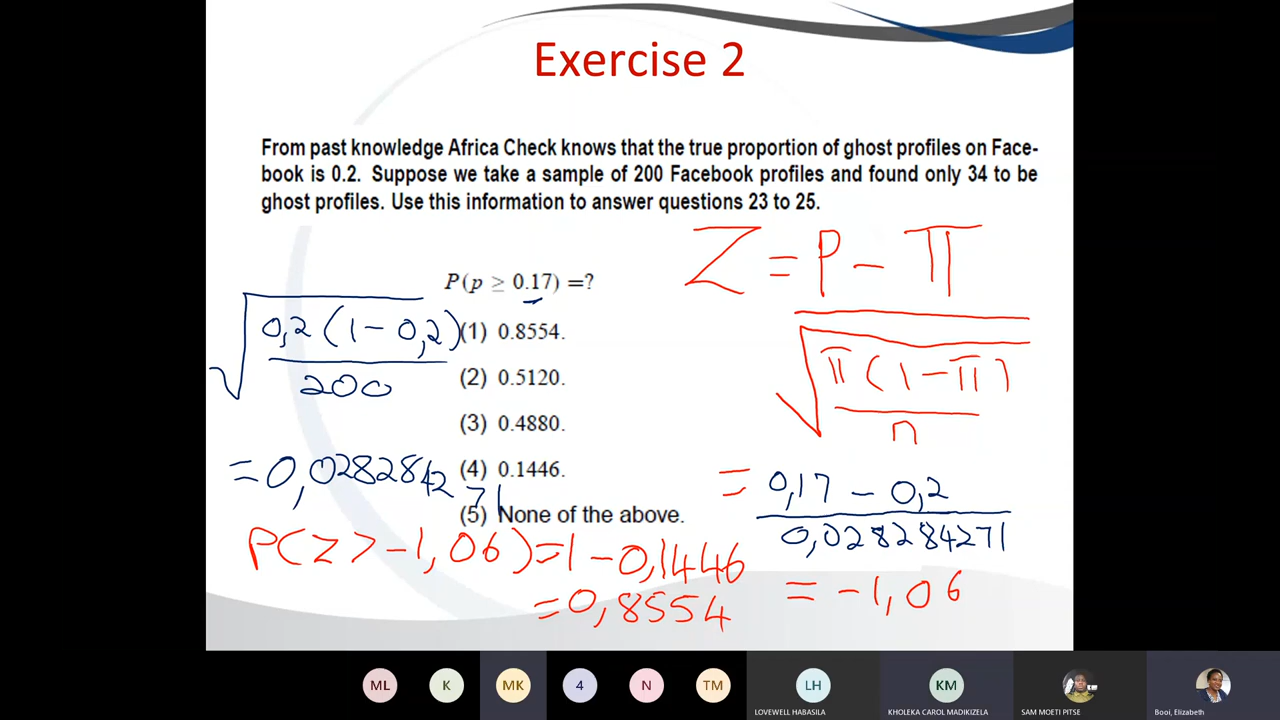 Exercise 2
From past knowledge Africa Check knows that the true proportion of ghost profiles on Face-
book is 0.2. Suppose we take a sample of 200 Facebook profiles and found only 34 to be
ghost profiles. Use this information to answer questions 23 to 25.
P(p ≥ 0.17) =?
(1) 0.8554.
(2) 0.5120.
(3) 0.4880.
(4) 0.1446.
(5) None of the above.
√
0,2 (1 - 0,2)
200
= 0,028284271
Z = P - π
√
π(1 - π)
n
= 0,17 - 0,2
0,028284271
= -1,06
P(Z > -1,06) = 1 - 0,1446
= 0,8554
ML
K
MK
4
N
TM
LH
LOVEWELL HABASILA
KM
KHOLEKA CAROL MADIKIZELA
SAM MOETI PITSE
Booi, Elizabeth